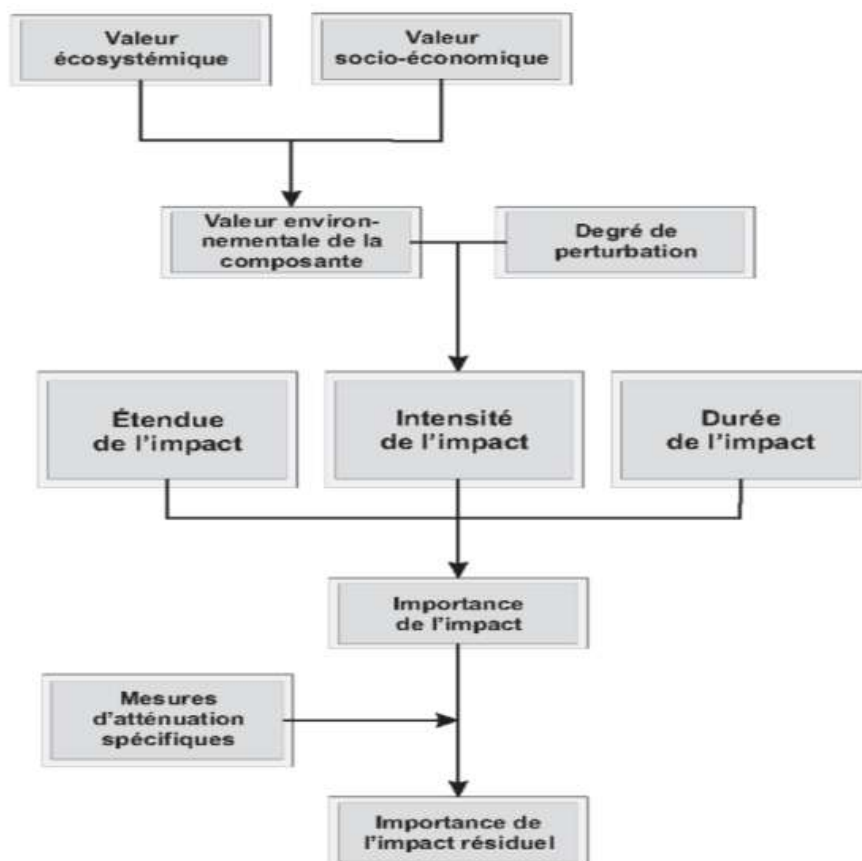 Valeur
écosystémique
Valeur
socio-économique
Valeur environ-
nementale de la
composante
Degré de
perturbation
Étendue
de l'impact
Intensité
de l'impact
Durée
de l'impact
Importance
de l'impact
Mesures
d'atténuation
spécifiques
Importance de
l'impact résiduel